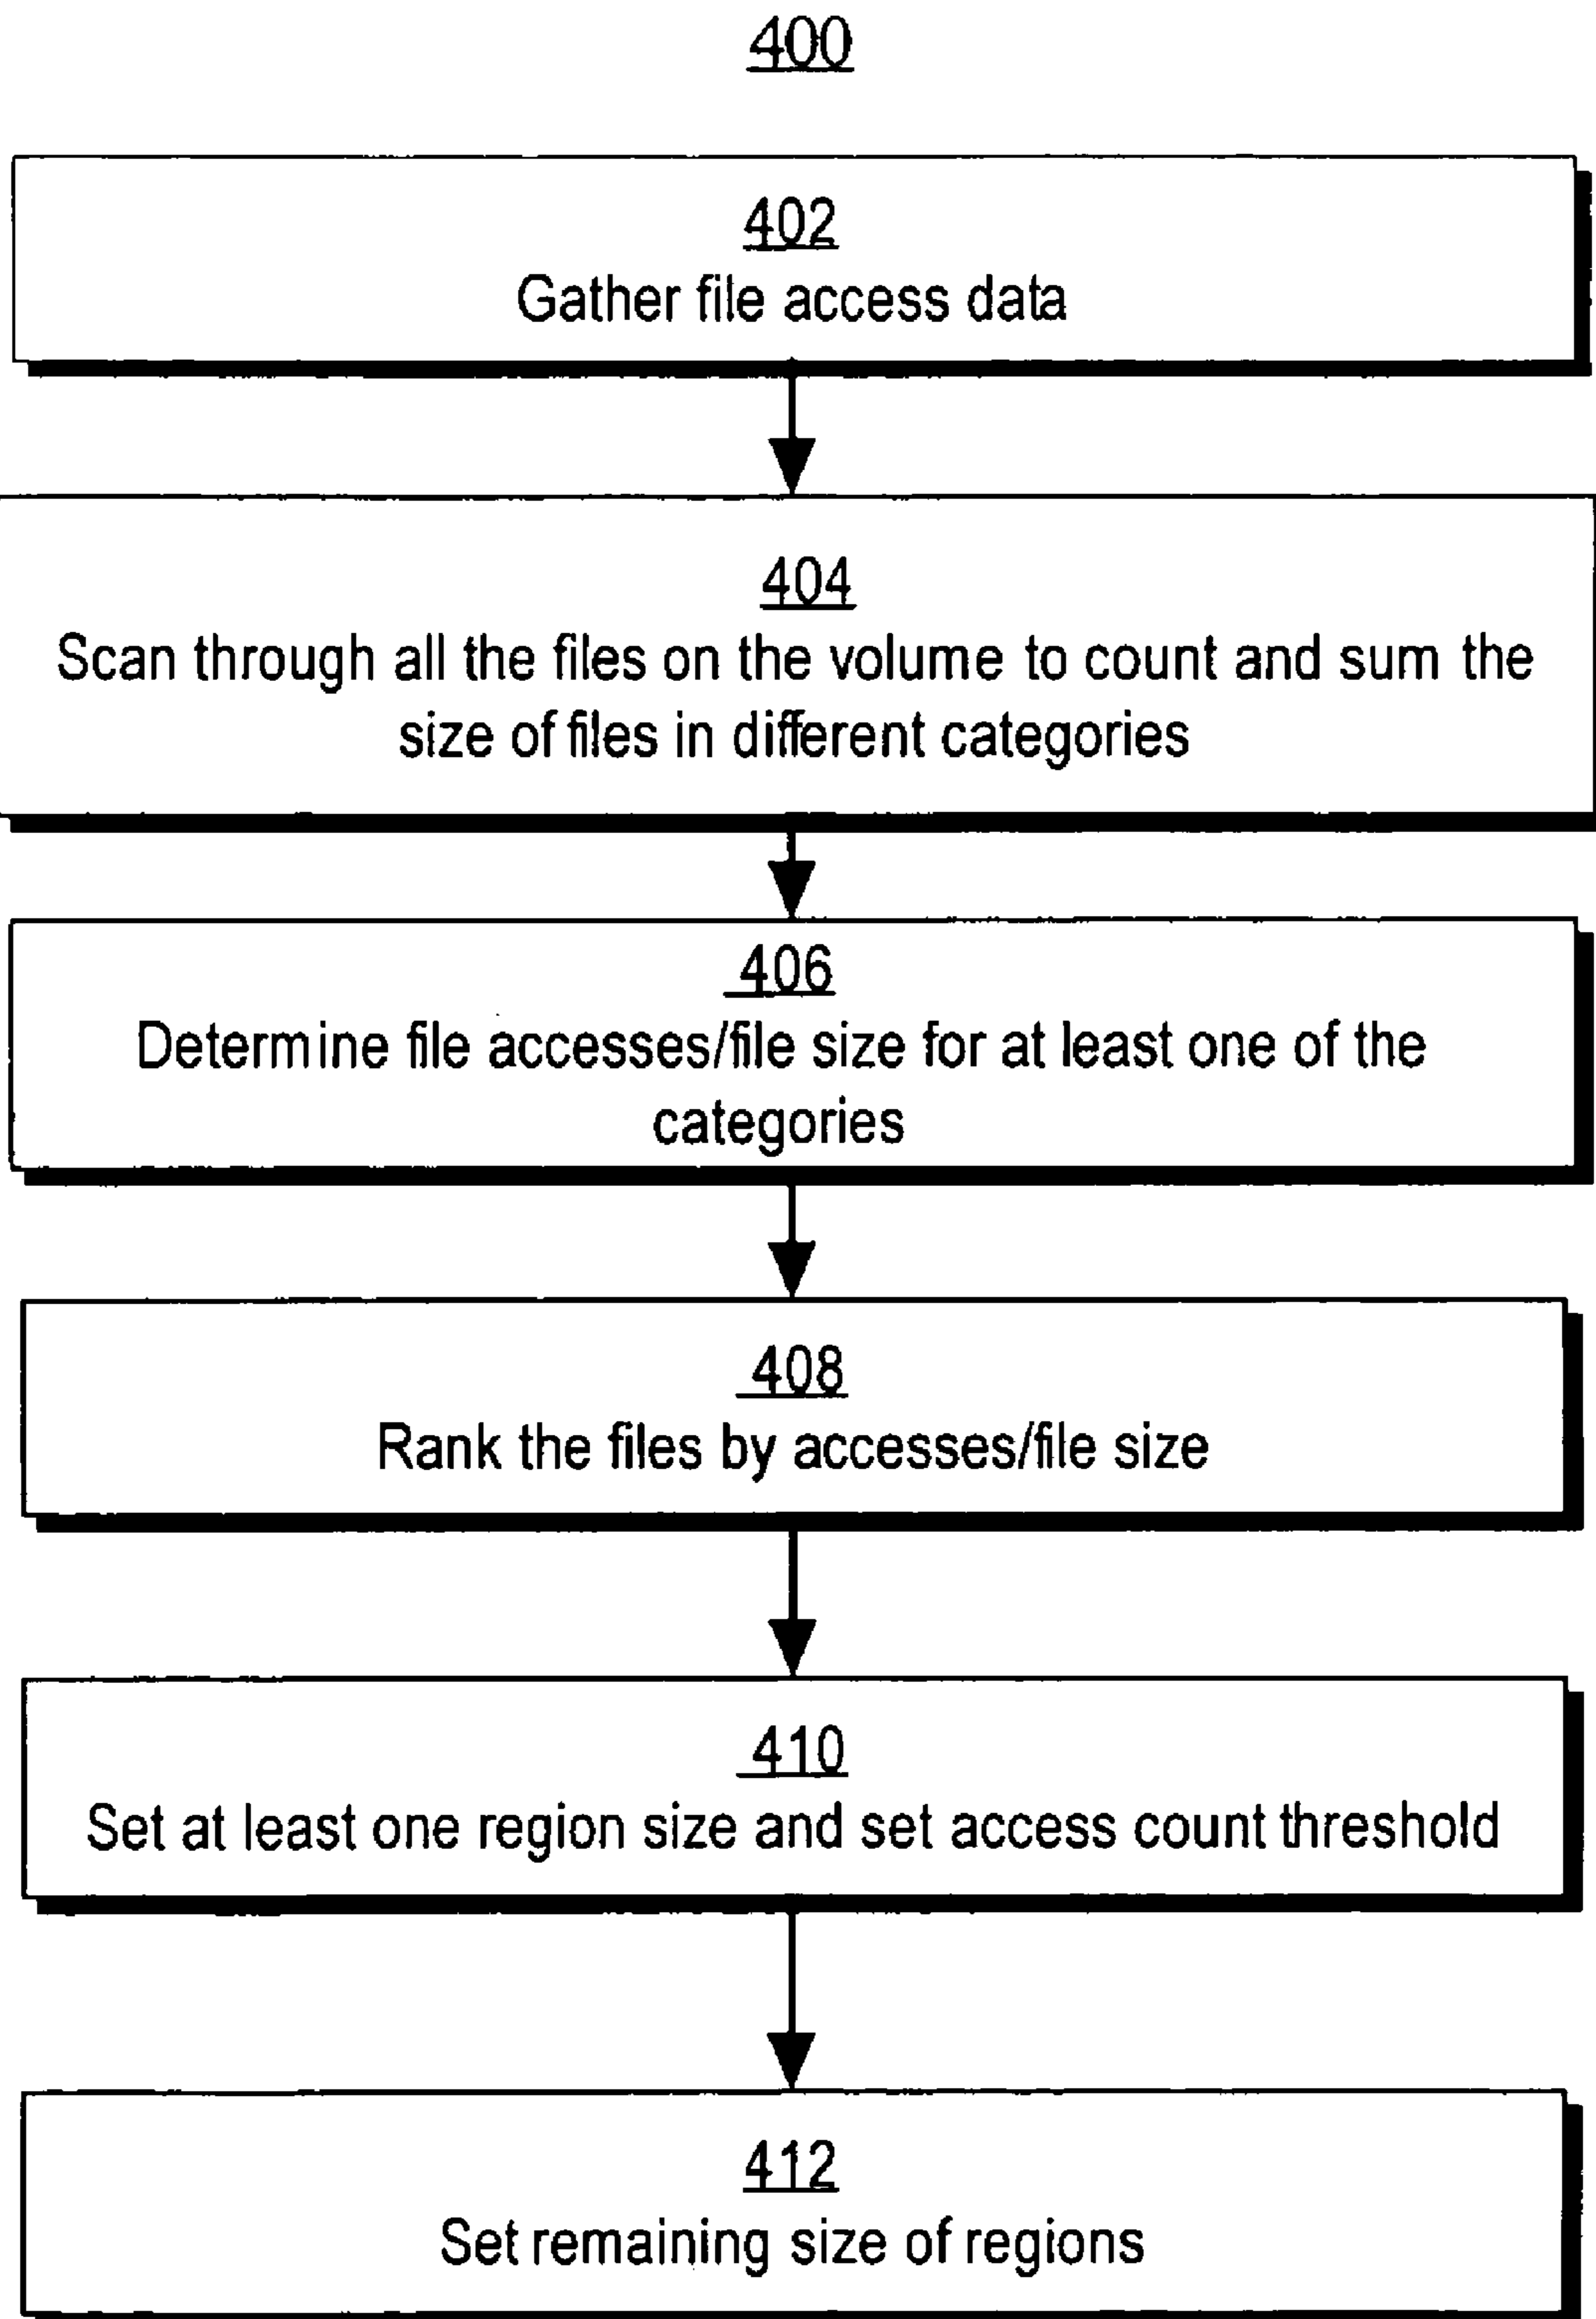 400
402
Gather file access data
404
Scan through all the files on the volume to count and sum the
size of files in different categories
406
Determine file accesses/file size for at least one of the
categories
408
Rank the files by accesses/file size
410
Set at least one region size and set access count threshold
412
Set remaining size of regions